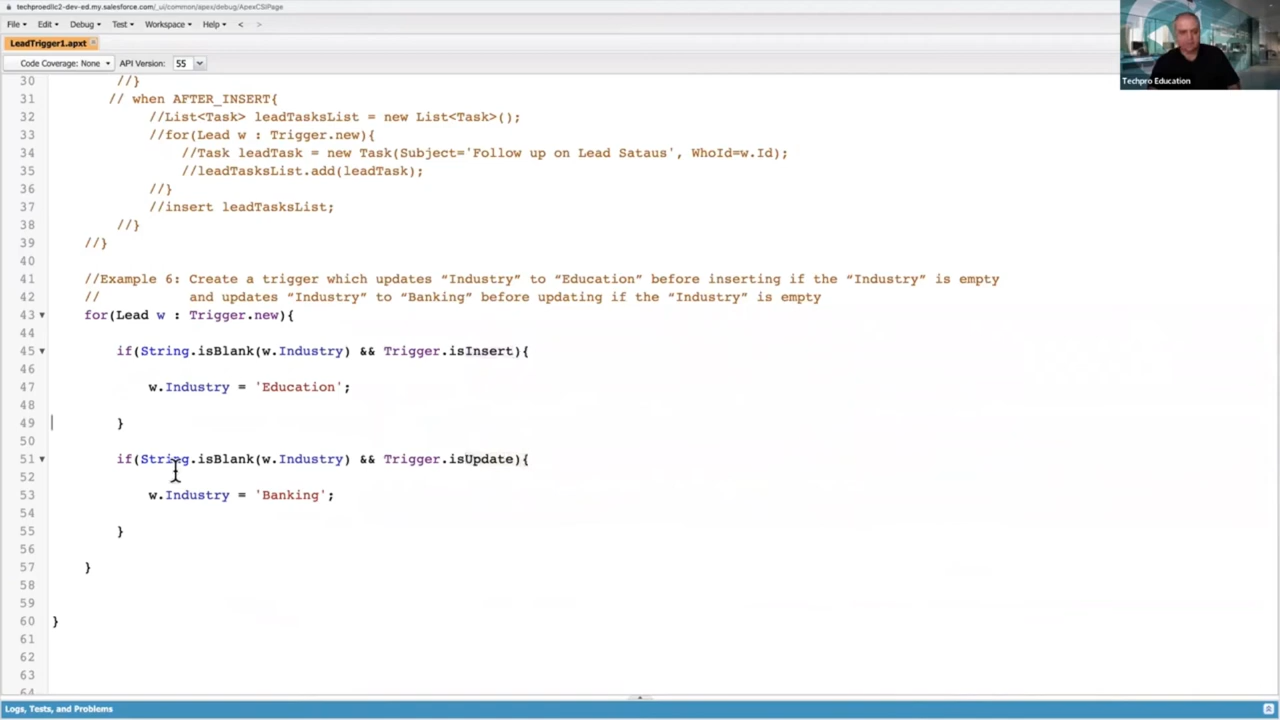 techproedllc2-dev-ed.my.salesforce.com/_ui/common/apex/debug/ApexCSIPage
File Edit Debug Test Workspace Help < >
LeadTrigger1.apxt
Code Coverage: None API Version: 55
Techpro Education
30 //}
31 // when AFTER_INSERT{
32 //List<Task> leadTasksList = new List<Task>();
33 //for(Lead w : Trigger.new){
34 //Task leadTask = new Task(Subject='Follow up on Lead Sataus', WhoId=w.Id);
35 //leadTasksList.add(leadTask);
36 //}
37 //insert leadTasksList;
38 //}
39 //}
40
41 //Example 6: Create a trigger which updates “Industry” to “Education” before inserting if the “Industry” is empty
42 // and updates “Industry” to “Banking” before updating if the “Industry” is empty
43 for(Lead w : Trigger.new){
44
45 if(String.isBlank(w.Industry) && Trigger.isInsert){
46
47 w.Industry = 'Education';
48
49 }
50
51 if(String.isBlank(w.Industry) && Trigger.isUpdate){
52
53 w.Industry = 'Banking';
54
55 }
56
57 }
58
59
60 }
61
62
63
64
Logs, Tests, and Problems